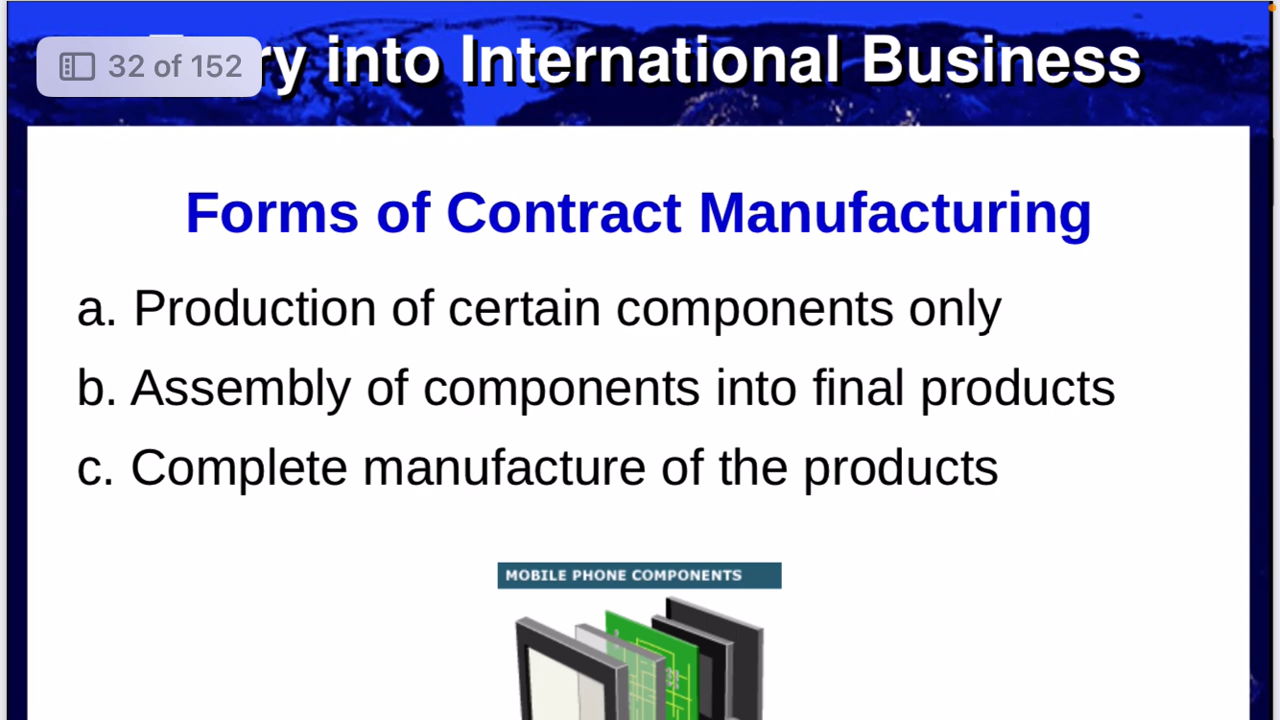 32 of 152
ry into International Business
Forms of Contract Manufacturing
a. Production of certain components only
b. Assembly of components into final products
c. Complete manufacture of the products
MOBILE PHONE COMPONENTS